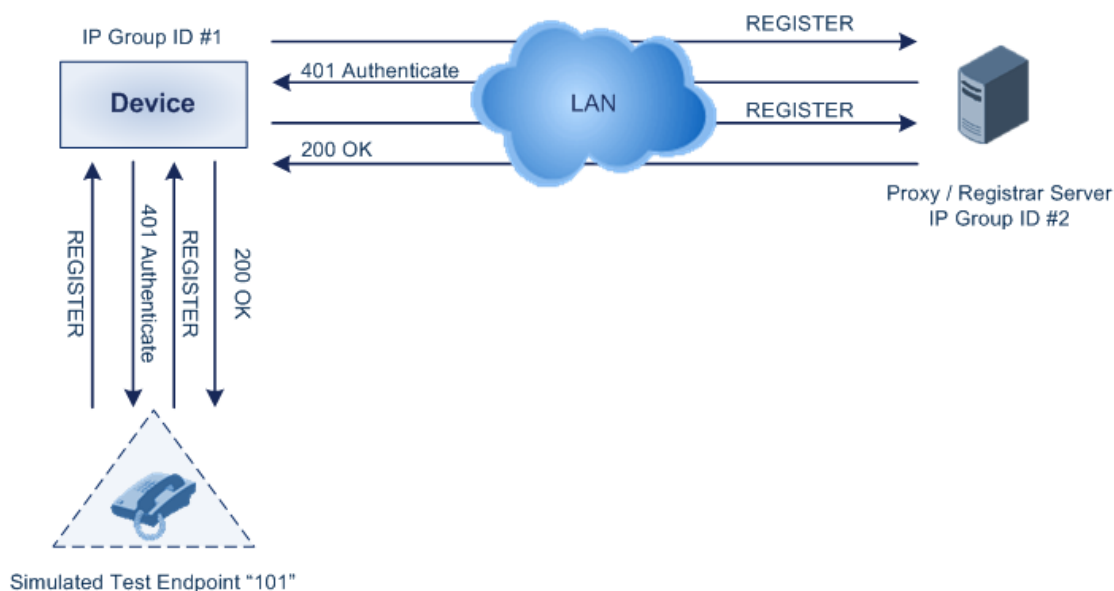 IP Group ID #1
REGISTER
401 Authenticate
Device
LAN
REGISTER
200 OK
Proxy / Registrar Server
IP Group ID #2
REGISTER
401 Authenticate
REGISTER
200 OK
Simulated Test Endpoint “101”